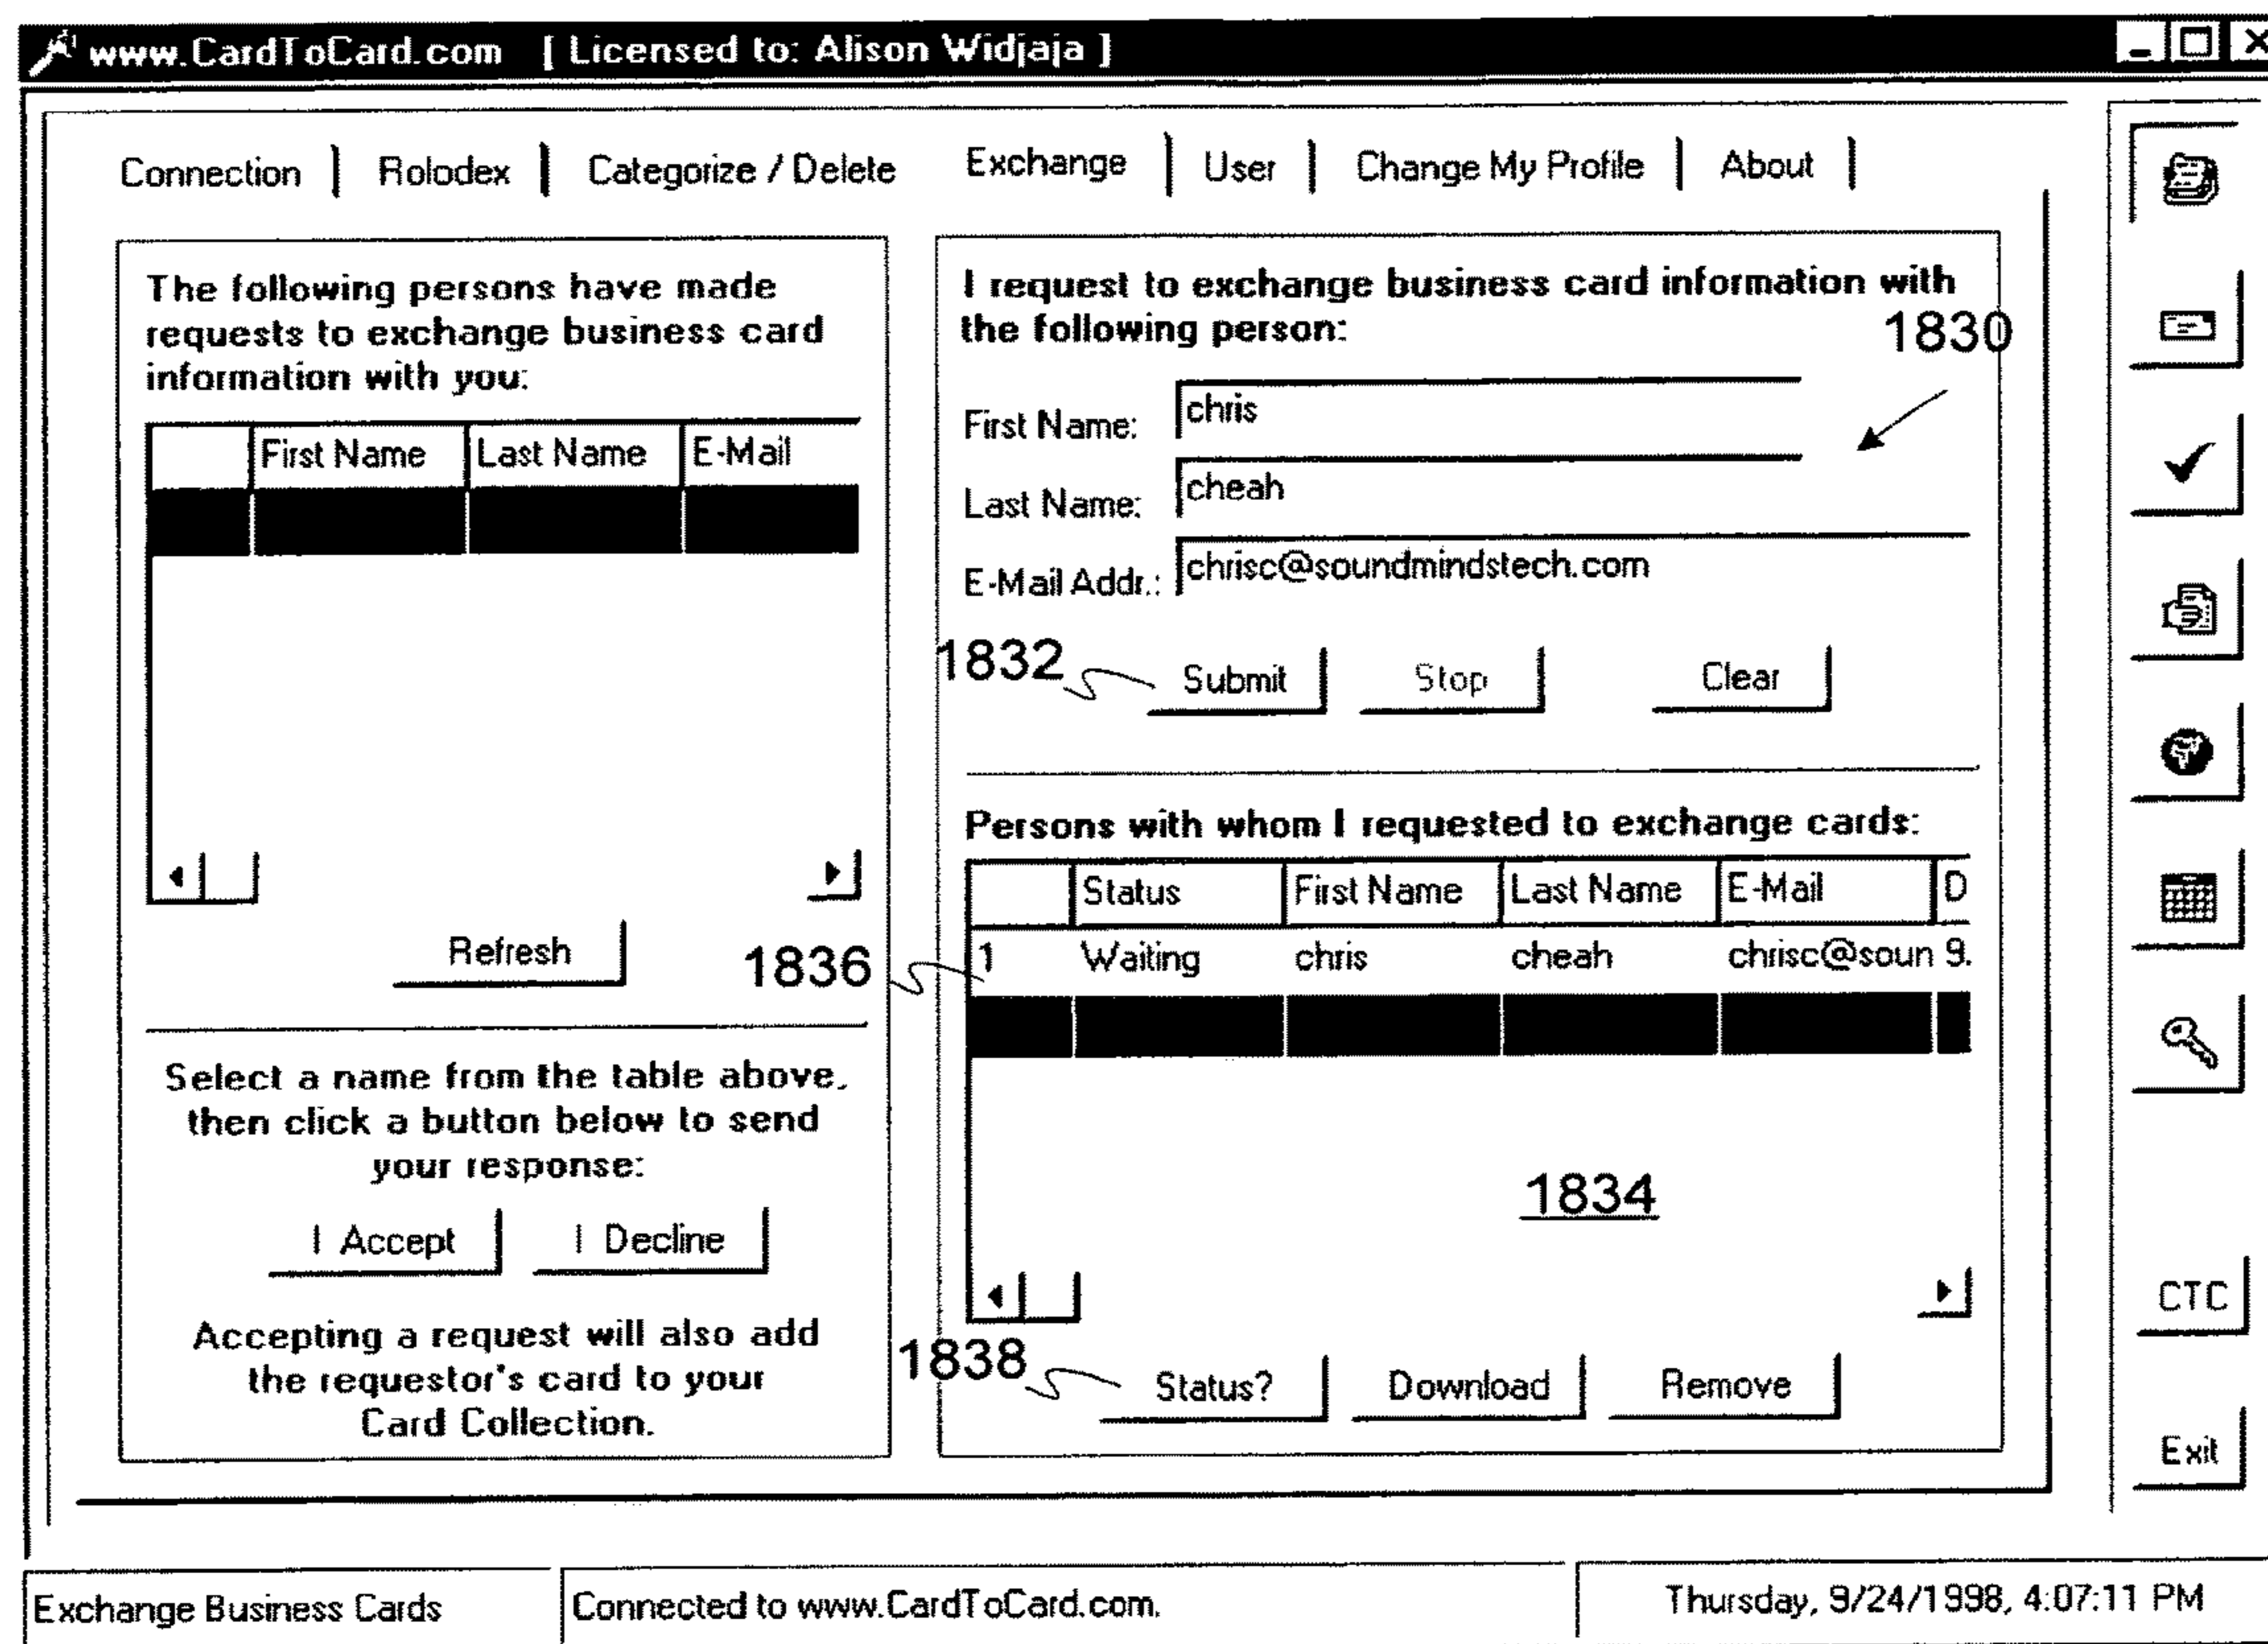 www.CardToCard.com [ Licensed to: Alison Widjaja ]
Connection Rolodex Categorize / Delete Exchange User Change My Profile About
The following persons have made
requests to exchange business card
information with you:
First Name Last Name E-Mail
Refresh
Select a name from the table above,
then click a button below to send
your response:
I Accept I Decline
Accepting a request will also add
the requestor's card to your
Card Collection.
I request to exchange business card information with
the following person:
1830
First Name: chris
Last Name: cheah
E-Mail Addr.: chrisc@soundmindstech.com
1832 Submit Stop Clear
Persons with whom I requested to exchange cards:
Status First Name Last Name E-Mail D
1836 1 Waiting chris cheah chrisc@soun 9.
1834
1838 Status? Download Remove
CTC
Exit
Exchange Business Cards Connected to www.CardToCard.com. Thursday, 9/24/1998, 4:07:11 PM